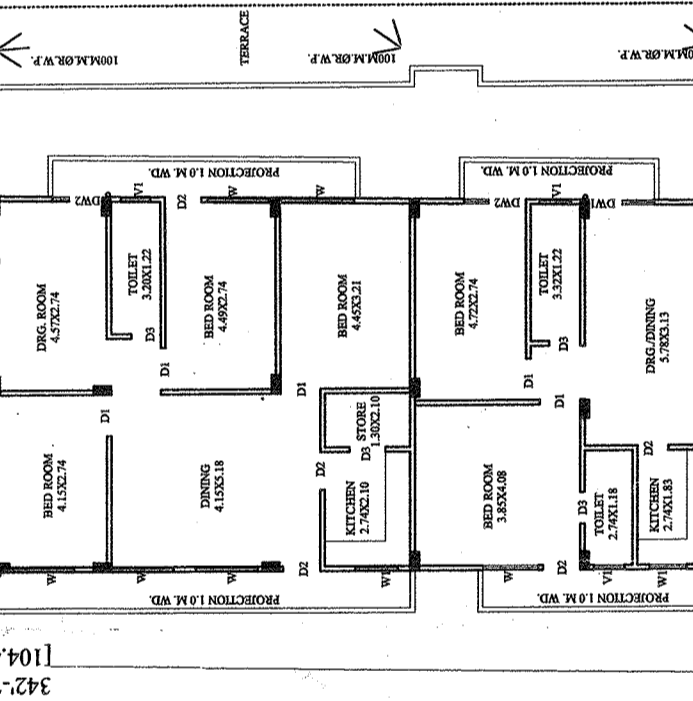 100M.M.ØR.W.P.
TERRACE
100M.M.ØR.W.P.
M.M.ØR.W.P.
PROJECTION 1.0 M. WD.
PROJECTION 1.0 M. WD.
DW2
V1
D2
W
W
DW2
V1
DW1
DRG. ROOM
4.57X2.74
TOILET
3.20X1.22
BED ROOM
4.49X2.74
BED ROOM
4.45X3.21
BED ROOM
4.72X2.74
TOILET
3.32X1.22
DRG./DINING
5.78X3.13
D3
D3
D1
D1
D1
D1
D1
BED ROOM
4.15X2.74
DINING
4.15X5.18
STORE
1.30X2.10
D3
D2
KITCHEN
2.74X2.10
BED ROOM
3.85X4.08
D3
TOILET
2.74X1.18
D2
KITCHEN
2.74X1.83
W
W
W
D2
W1
W
D2
V1
W1
PROJECTION 1.0 M. WD.
PROJECTION 1.0 M. WD.
[104.
342'-